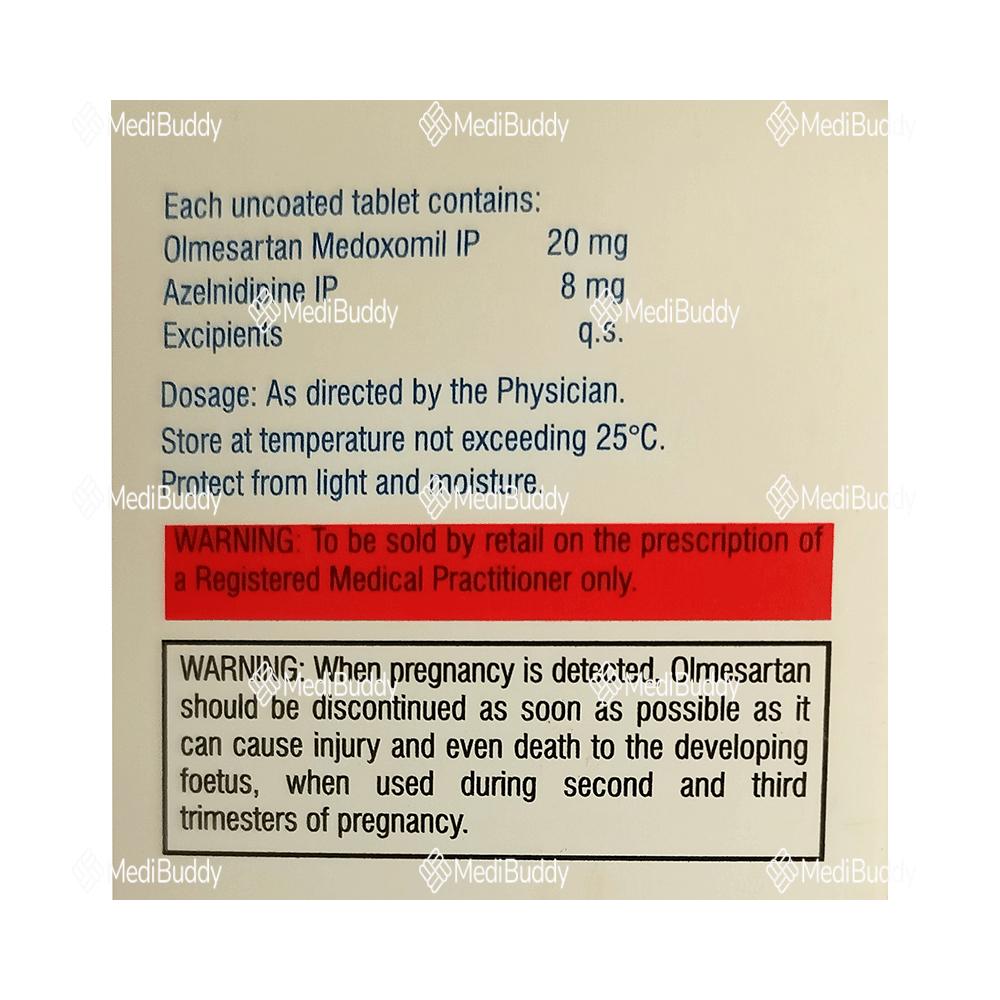 MediBuddy MediBuddy MediBuddy
Each uncoated tablet contains:
Olmesartan Medoxomil IP 20 mg
Azelnidipine IP 8 mg
MediBuddy MediBuddy
Excipients q.s.
Dosage: As directed by the Physician.
Store at temperature not exceeding 25°C.
Protect from light and moisture.
MediBuddy MediBuddy MediBuddy
WARNING: To be sold by retail on the prescription of
a Registered Medical Practitioner only.
WARNING: When pregnancy is detected, Olmesartan
MediBuddy MediBuddy
should be discontinued as soon as possible as it
can cause injury and even death to the developing
foetus, when used during second and third
trimesters of pregnancy.
MediBuddy MediBuddy MediBuddy